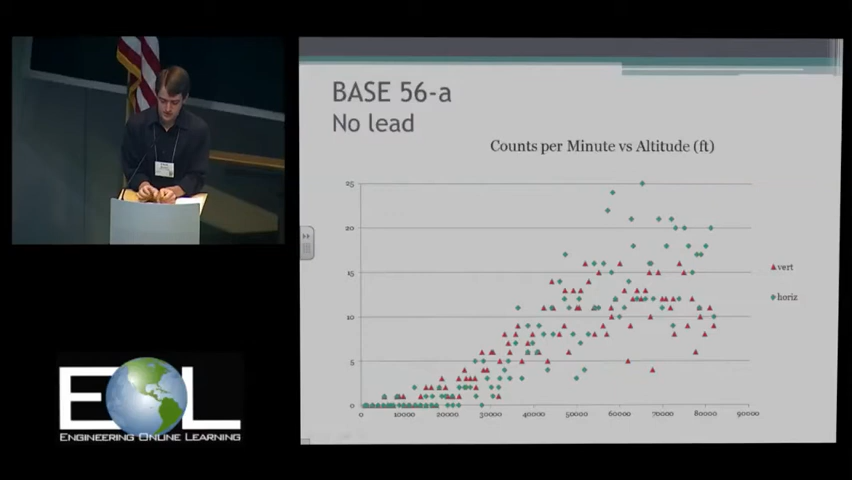 BASE 56-a
No lead
Counts per Minute vs Altitude (ft)
25
20
15
10
5
0
0 10000 20000 30000 40000 50000 60000 70000 80000 90000
vert
horiz
EOL
ENGINEERING ONLINE LEARNING